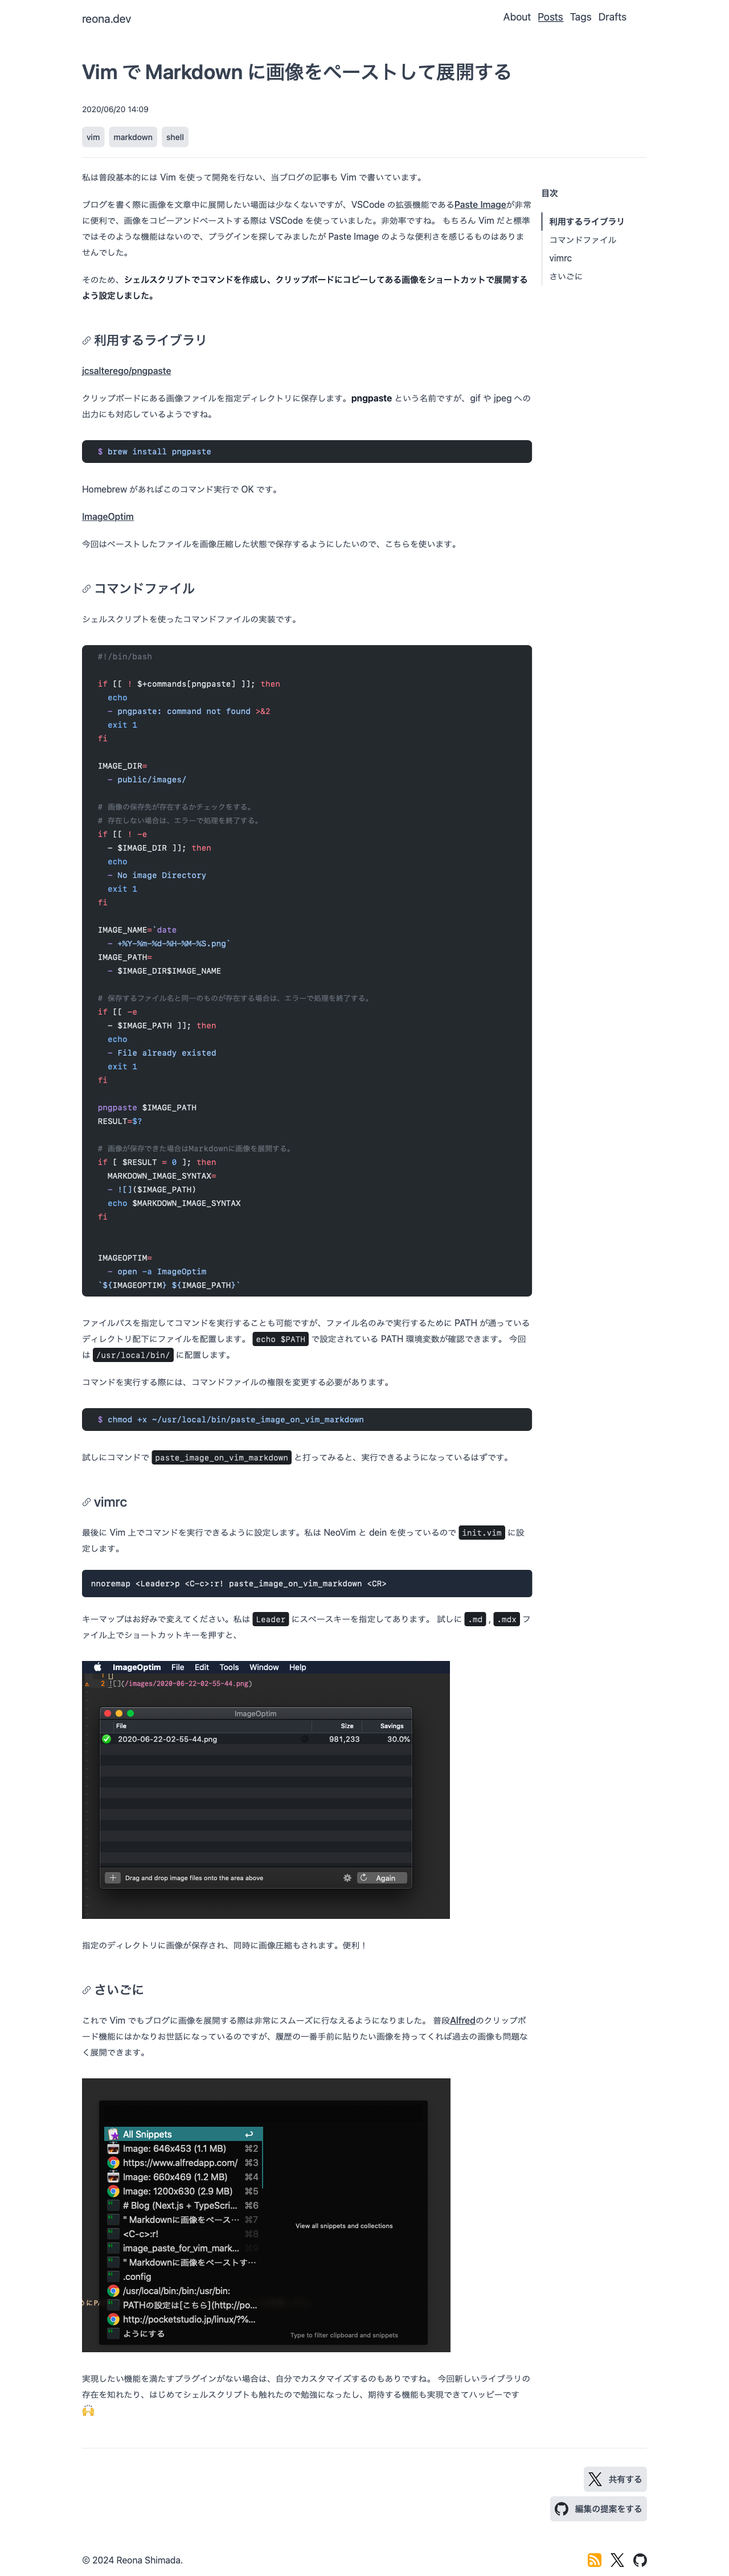 reona.dev
About Posts Tags Drafts
Vim で Markdown に画像をペーストして展開する
2020/06/20 14:09
vim markdown shell
私は普段基本的には Vim を使って開発を行ない、当ブログの記事も Vim で書いています。
ブログを書く際に画像を文章中に展開したい場面は少なくないですが、VSCode の拡張機能であるPaste Imageが非常
に便利で、画像をコピーアンドペーストする際は VSCode を使っていました。非効率ですね。 もちろん Vim だと標準
ではそのような機能はないので、プラグインを探してみましたが Paste Image のような便利さを感じるものはありま
せんでした。
そのため、シェルスクリプトでコマンドを作成し、クリップボードにコピーしてある画像をショートカットで展開する
よう設定しました。
目次
利用するライブラリ
コマンドファイル
vimrc
さいごに
利用するライブラリ
jcsalterego/pngpaste
クリップボードにある画像ファイルを指定ディレクトリに保存します。pngpaste という名前ですが、gif や jpeg への
出力にも対応しているようですね。
$ brew install pngpaste
Homebrew があればこのコマンド実行で OK です。
ImageOptim
今回はペーストしたファイルを画像圧縮した状態で保存するようにしたいので、こちらを使います。
コマンドファイル
シェルスクリプトを使ったコマンドファイルの実装です。
#!/bin/bash
if [[ ! $+commands[pngpaste] ]]; then
echo
- pngpaste: command not found >&2
exit 1
fi
IMAGE_DIR=
- public/images/
# 画像の保存先が存在するかチェックをする。
# 存在しない場合は、エラーで処理を終了する。
if [[ ! -e
- $IMAGE_DIR ]]; then
echo
- No image Directory
exit 1
fi
IMAGE_NAME=`date
- +%Y-%m-%d-%H-%M-%S.png`
IMAGE_PATH=
- $IMAGE_DIR$IMAGE_NAME
# 保存するファイル名と同一のものが存在する場合は、エラーで処理を終了する。
if [[ -e
- $IMAGE_PATH ]]; then
echo
- File already existed
exit 1
fi
pngpaste $IMAGE_PATH
RESULT=$?
# 画像が保存できた場合はMarkdownに画像を展開する。
if [ $RESULT = 0 ]; then
MARKDOWN_IMAGE_SYNTAX=
- ![]($IMAGE_PATH)
echo $MARKDOWN_IMAGE_SYNTAX
fi
IMAGEOPTIM=
- open -a ImageOptim
`${IMAGEOPTIM} ${IMAGE_PATH}`
ファイルパスを指定してコマンドを実行することも可能ですが、ファイル名のみで実行するために PATH が通っている
ディレクトリ配下にファイルを配置します。 echo $PATH で設定されている PATH 環境変数が確認できます。 今回
は /usr/local/bin/ に配置します。
コマンドを実行する際には、コマンドファイルの権限を変更する必要があります。
$ chmod +x ~/usr/local/bin/paste_image_on_vim_markdown
試しにコマンドで paste_image_on_vim_markdown と打ってみると、実行できるようになっているはずです。
vimrc
最後に Vim 上でコマンドを実行できるように設定します。私は NeoVim と dein を使っているので init.vim に設
定します。
nnoremap <Leader>p <C-c>:r! paste_image_on_vim_markdown <CR>
キーマップはお好みで変えてください。私は Leader にスペースキーを指定してあります。 試しに .md , .mdx フ
ァイル上でショートカットキーを押すと、
ImageOptim File Edit Tools Window Help
1
2 ![](/images/2020-06-22-02-55-44.png)
ImageOptim
File Size Savings
2020-06-22-02-55-44.png 981,233 30.0%
Drag and drop image files onto the area above Again
指定のディレクトリに画像が保存され、同時に画像圧縮もされます。便利！
さいごに
これで Vim でもブログに画像を展開する際は非常にスムーズに行なえるようになりました。 普段Alfredのクリップボ
ード機能にはかなりお世話になっているのですが、履歴の一番手前に貼りたい画像を持ってくれば過去の画像も問題な
く展開できます。
All Snippets ↩
Image: 646x453 (1.1 MB) ⌘2
https://www.alfredapp.com/ ⌘3
Image: 660x469 (1.2 MB) ⌘4
Image: 1200x630 (2.9 MB) ⌘5
# Blog (Next.js + TypeScri... ⌘6
" Markdownに画像をペース… ⌘7
<C-c>:r! ⌘8
image_paste_for_vim_mark... ⌘9
" Markdownに画像をペーストす…
.config
/usr/local/bin:/bin:/usr/bin:
PATHの設定は[こちら](http://po...
http://pocketstudio.jp/linux/?%...
ようにする
View all snippets and collections
Type to filter clipboard and snippets
実現したい機能を満たすプラグインがない場合は、自分でカスタマイズするのもありですね。 今回新しいライブラリの
存在を知れたり、はじめてシェルスクリプトも触れたので勉強になったし、期待する機能も実現できてハッピーです
🙌
共有する
編集の提案をする
© 2024 Reona Shimada.